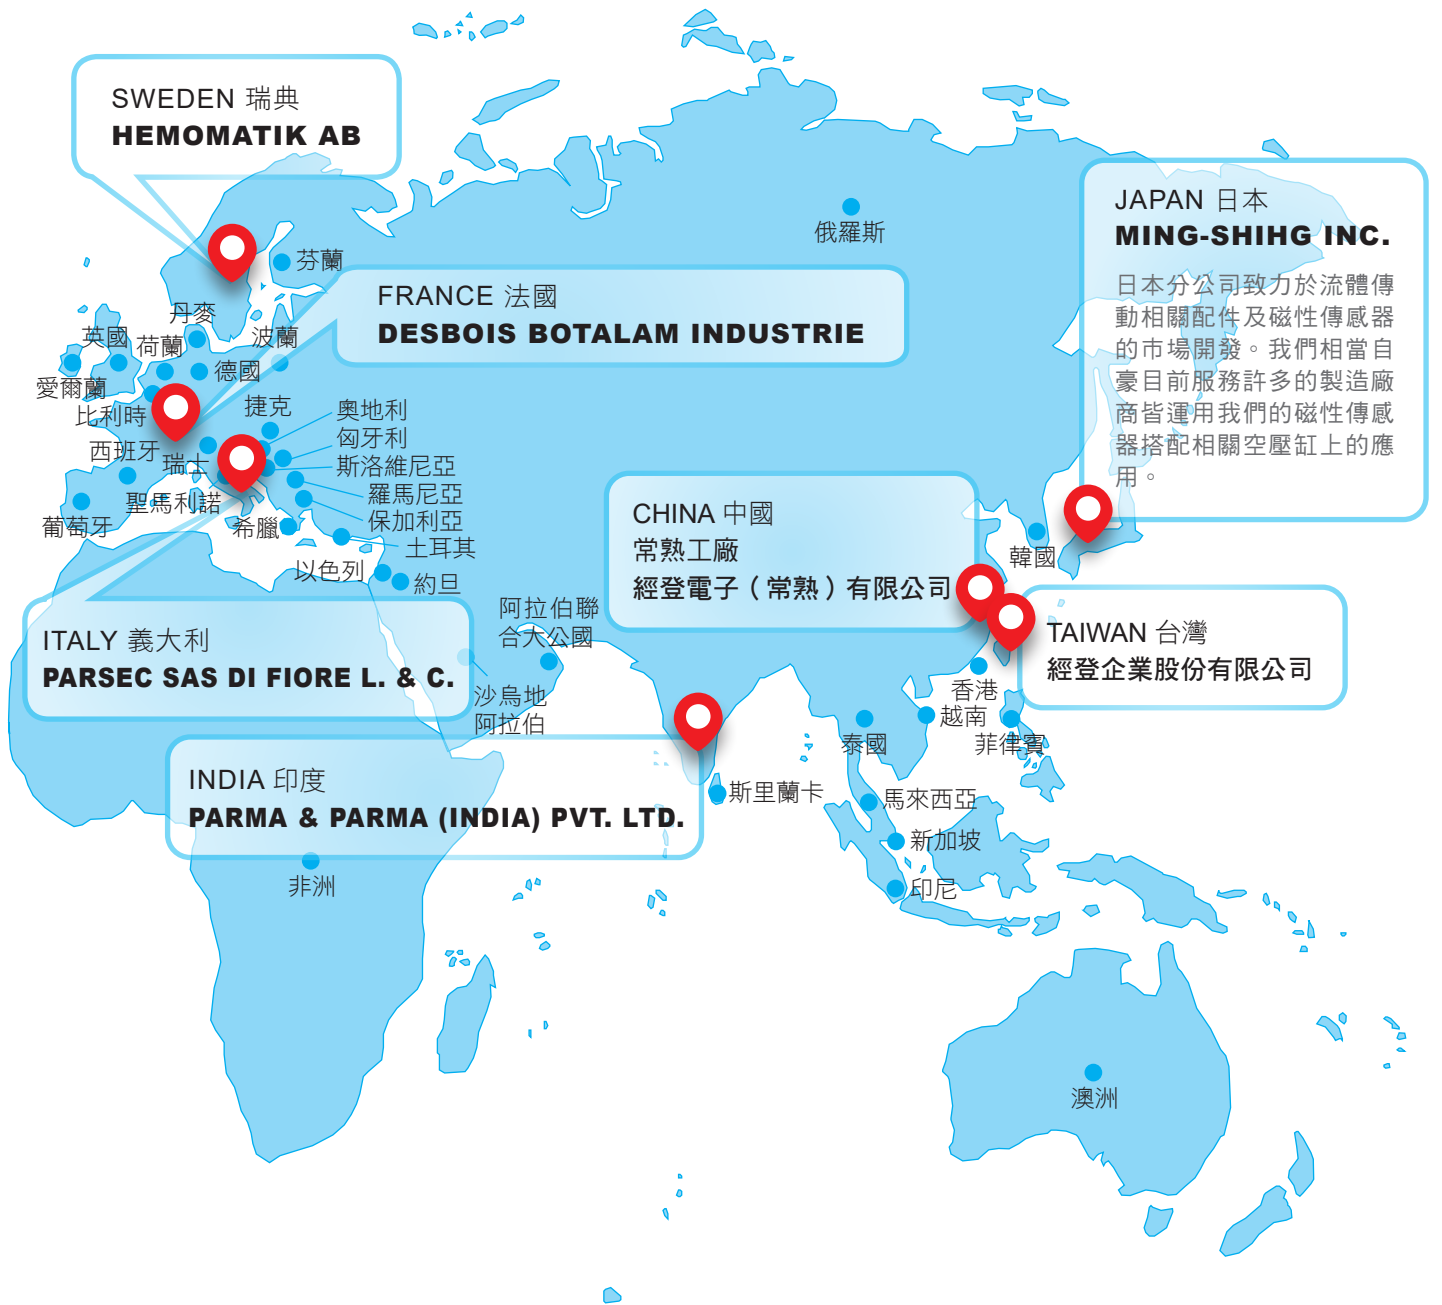 SWEDEN 瑞典
HEMOMATIK AB
JAPAN 日本
MING-SHIHG INC.
日本分公司致力於流體傳
動相關配件及磁性傳感器
的市場開發。我們相當自
豪目前服務許多的製造廠
商皆運用我們的磁性傳感
器搭配相關空壓缸上的應
用。
俄羅斯
芬蘭
FRANCE 法國
DESBOIS BOTALAM INDUSTRIE
丹麥
英國
荷蘭
波蘭
德國
愛爾蘭
比利時
捷克
奧地利
匈牙利
西班牙
瑞士
斯洛維尼亞
羅馬尼亞
聖馬利諾
保加利亞
葡萄牙
希臘
土耳其
以色列
約旦
CHINA 中國
常熟工廠
經登電子（常熟）有限公司
韓國
TAIWAN 台灣
經登企業股份有限公司
阿拉伯聯
合大公國
ITALY 義大利
PARSEC SAS DI FIORE L. & C.
沙烏地
阿拉伯
香港
越南
泰國
菲律賓
INDIA 印度
PARMA & PARMA (INDIA) PVT. LTD.
斯里蘭卡
馬來西亞
新加坡
印尼
非洲
澳洲